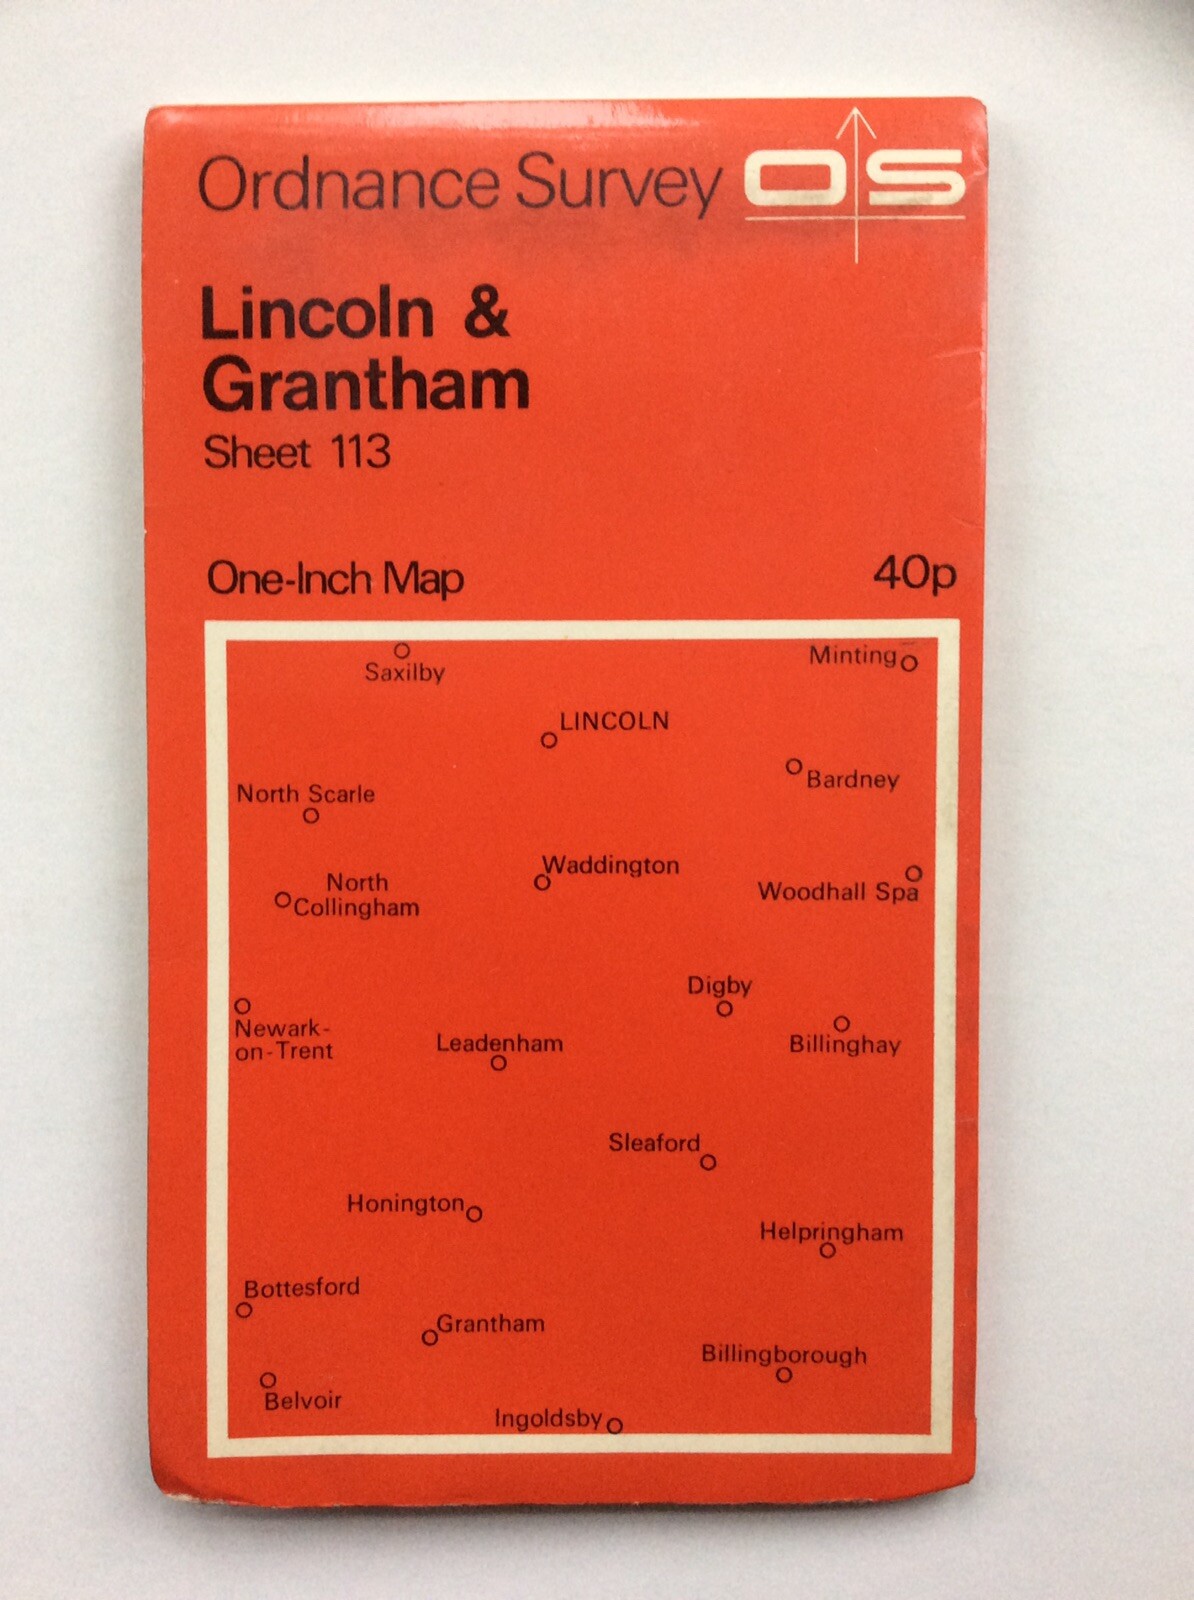 Ordnance Survey OS
Lincoln &
Grantham
Sheet 113
One-Inch Map 40p
Saxilby
Minting
LINCOLN
Bardney
North Scarle
Waddington
North
Collingham
Woodhall Spa
Digby
Newark-
on-Trent
Leadenham
Billinghay
Sleaford
Honington
Helpringham
Bottesford
Grantham
Billingborough
Belvoir
Ingoldsby